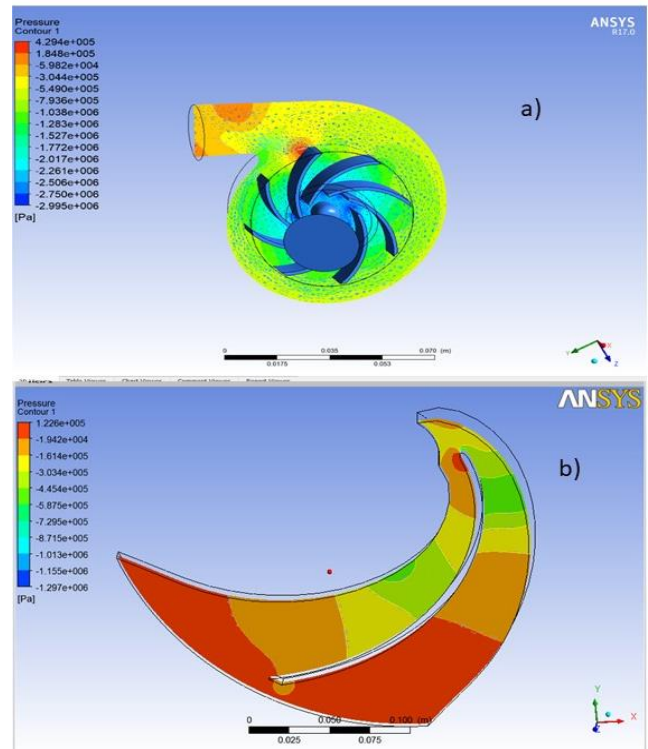 Pressure
Contour 1
4.294e+005
1.848e+005
-5.982e+004
-3.044e+005
-5.490e+005
-7.936e+005
-1.038e+006
-1.283e+006
-1.527e+006
-1.772e+006
-2.017e+006
-2.261e+006
-2.506e+006
-2.750e+006
-2.995e+006
[Pa]
ANSYS
R17.0
a)
0 0.035 0.070 (m)
0.0175 0.053
Y X Z
Pressure
Contour 1
1.226e+005
-1.942e+004
-1.614e+005
-3.034e+005
-4.454e+005
-5.875e+005
-7.295e+005
-8.715e+005
-1.013e+006
-1.155e+006
-1.297e+006
[Pa]
ANSYS
b)
0 0.050 0.100 (m)
0.025 0.075
Y
X
Z